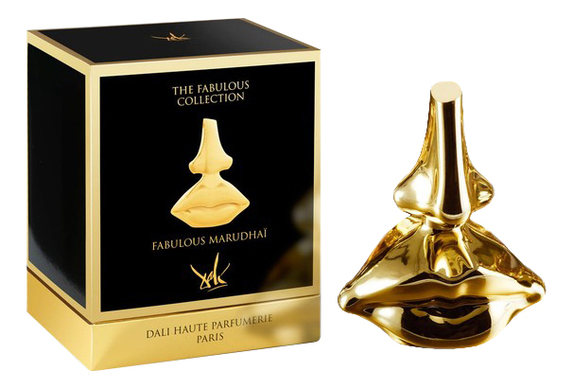 THE FABULOUS
COLLECTION
FABULOUS MARUDHAÏ
DALI HAUTE PARFUMERIE
PARIS